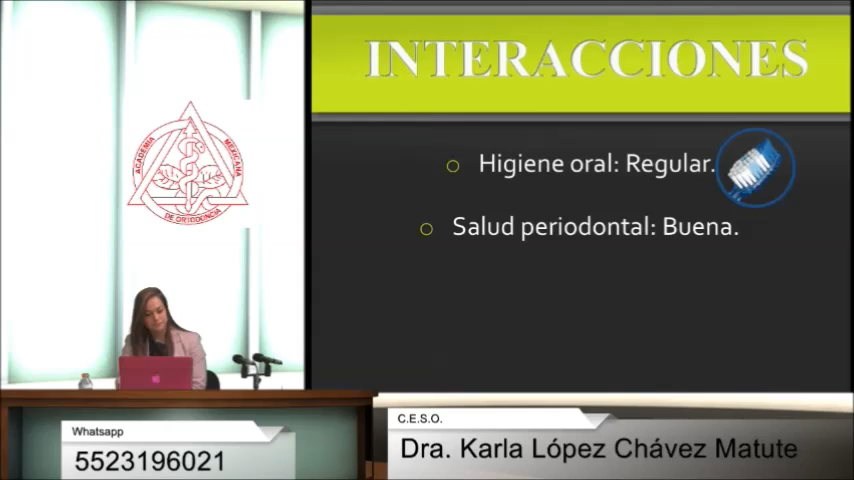 INTERACCIONES
Higiene oral: Regular.
Salud periodontal: Buena.
ACADEMIA MEXICANA
DE ORTODONCIA
Whatsapp
5523196021
C.E.S.O.
Dra. Karla López Chávez Matute